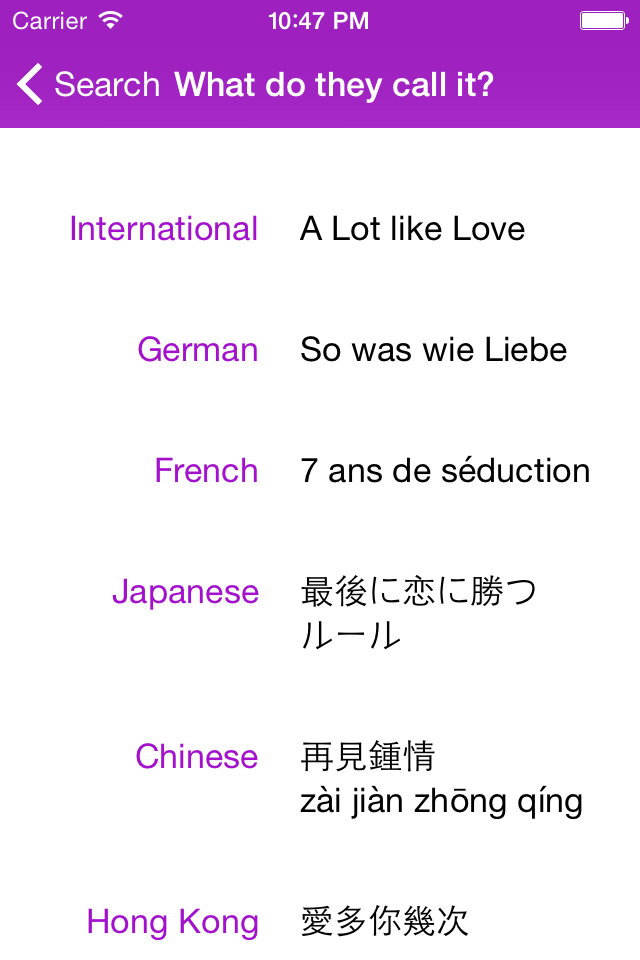 Carrier 10:47 PM
Search What do they call it?
International A Lot like Love
German So was wie Liebe
French 7 ans de séduction
Japanese 最後に恋に勝つ
ルール
Chinese 再見鍾情
zài jiàn zhōng qíng
Hong Kong 愛多你幾次